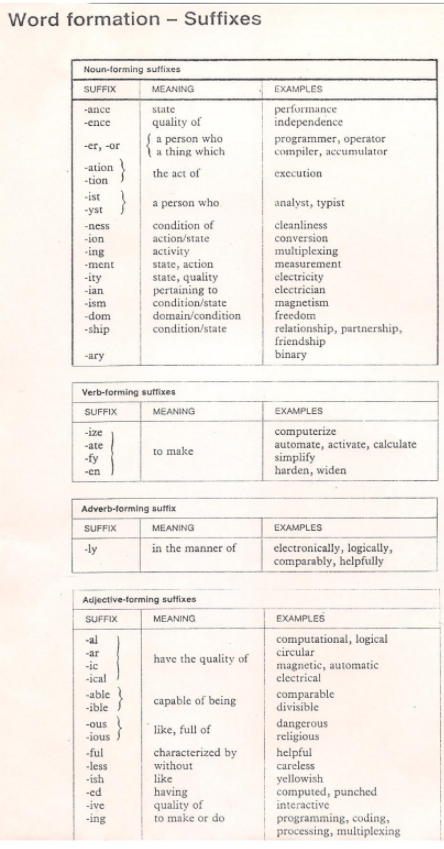 Word formation – Suffixes
Noun-forming suffixes
SUFFIX MEANING EXAMPLES
-ance state performance
-ence quality of independence
-er, -or { a person who programmer, operator
a thing which compiler, accumulator
-ation
-tion } the act of execution
-ist
-yst } a person who analyst, typist
-ness condition of cleanliness
-ion action/state conversion
-ing activity multiplexing
-ment state, action measurement
-ity state, quality electricity
-ian pertaining to electrician
-ism condition/state magnetism
-dom domain/condition freedom
-ship condition/state relationship, partnership,
friendship
-ary binary
Verb-forming suffixes
SUFFIX MEANING EXAMPLES
-ize computerize
-ate automate, activate, calculate
-fy to make simplify
-en harden, widen
Adverb-forming suffix
SUFFIX MEANING EXAMPLES
-ly in the manner of electronically, logically,
comparably, helpfully
Adjective-forming suffixes
SUFFIX MEANING EXAMPLES
-al computational, logical
-ar circular
-ic have the quality of magnetic, automatic
-ical electrical
-able comparable
-ible } capable of being divisible
-ous dangerous
-ious } like, full of religious
-ful characterized by helpful
-less without careless
-ish like yellowish
-ed having computed, punched
-ive quality of interactive
-ing to make or do programming, coding,
processing, multiplexing